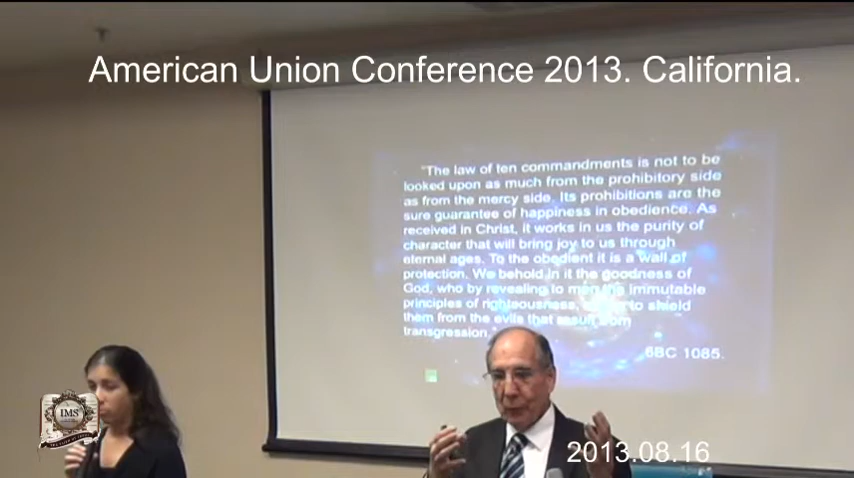 American Union Conference 2013. California.
"The law of ten commandments is not to be
looked upon as much from the prohibitory side
as from the mercy side. Its prohibitions are the
sure guarantee of happiness in obedience. As
received in Christ, it works in us the purity of
character that will bring joy to us through
eternal ages. To the obedient it is a wall of
protection. We behold in it the goodness of
God, who by revealing to men the immutable
principles of righteousness, to shield
them from the evils that result from
transgression."
6BC 1085.
IMS
2013.08.16